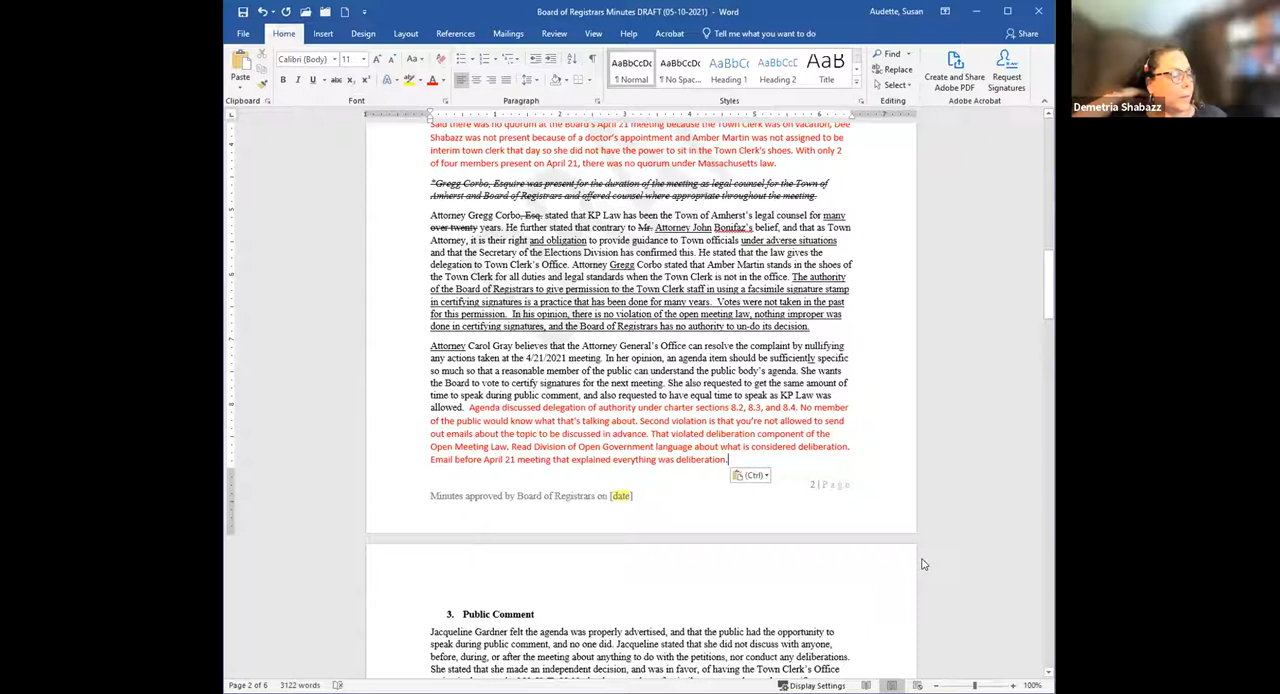 Board of Registrars Minutes DRAFT (05-10-2021) - Word
Audette, Susan
File Home Insert Design Layout References Mailings Review View Help Acrobat Tell me what you want to do Share
Calibri (Body) 11
Paste
Find
Replace
Select
AaBbCcDc AaBbCcDc AaBbC AaBbCcC AaB
¶ Normal ¶ No Spac... Heading 1 Heading 2 Title
Create and Share Adobe PDF
Request Signatures
Clipboard Font Paragraph Styles Editing Adobe Acrobat
Demetria Shabazz
Said there was no quorum at the Board's April 21 meeting because the Town Clerk was on vacation, Dee
Shabazz was not present because of a doctor's appointment and Amber Martin was not assigned to be
interim town clerk that day so she did not have the power to sit in the Town Clerk's shoes. With only 2
of four members present on April 21, there was no quorum under Massachusetts law.
*Gregg Corbo, Esquire was present for the duration of the meeting as legal counsel for the Town of
Amherst and Board of Registrars and offered counsel where appropriate throughout the meeting.
Attorney Gregg Corbo, Esq. stated that KP Law has been the Town of Amherst's legal counsel for many
over twenty years. He further stated that contrary to Mr. Attorney John Bonifaz's belief, and that as Town
Attorney, it is their right and obligation to provide guidance to Town officials under adverse situations
and that the Secretary of the Elections Division has confirmed this. He stated that the law gives the
delegation to Town Clerk's Office. Attorney Gregg Corbo stated that Amber Martin stands in the shoes of
the Town Clerk for all duties and legal standards when the Town Clerk is not in the office. The authority
of the Board of Registrars to give permission to the Town Clerk staff in using a facsimile signature stamp
in certifying signatures is a practice that has been done for many years. Votes were not taken in the past
for this permission. In his opinion, there is no violation of the open meeting law, nothing improper was
done in certifying signatures, and the Board of Registrars has no authority to un-do its decision.
Attorney Carol Gray believes that the Attorney General's Office can resolve the complaint by nullifying
any actions taken at the 4/21/2021 meeting. In her opinion, an agenda item should be sufficiently specific
so much so that a reasonable member of the public can understand the public body's agenda. She wants
the Board to vote to certify signatures for the next meeting. She also requested to get the same amount of
time to speak during public comment, and also requested to have equal time to speak as KP Law was
allowed. Agenda discussed delegation of authority under charter sections 8.2, 8.3, and 8.4. No member
of the public would know what that's talking about. Second violation is that you're not allowed to send
out emails about the topic to be discussed in advance. That violated deliberation component of the
Open Meeting Law. Read Division of Open Government language about what is considered deliberation.
Email before April 21 meeting that explained everything was deliberation.
(Ctrl)
2 | Page
Minutes approved by Board of Registrars on [date]
3. Public Comment
Jacqueline Gardner felt the agenda was properly advertised, and that the public had the opportunity to
speak during public comment, and no one did. Jacqueline stated that she did not discuss with anyone,
before, during, or after the meeting about anything to do with the petitions, nor conduct any deliberations.
She stated that she made an independent decision, and was in favor, of having the Town Clerk's Office
Page 2 of 6 3122 words Display Settings 100%